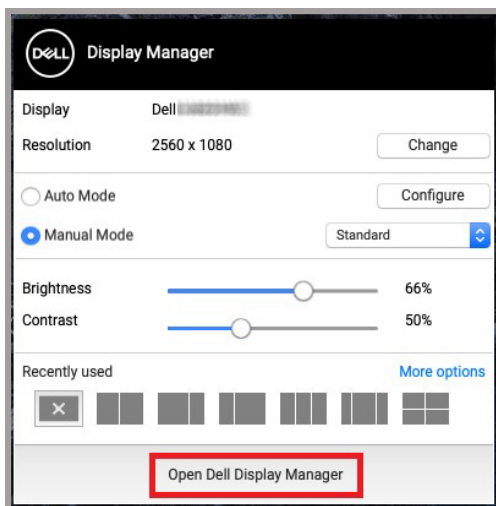 DELL Display Manager
Display Dell
Resolution 2560 x 1080 Change
Auto Mode Configure
Manual Mode Standard
Brightness 66%
Contrast 50%
Recently used More options
Open Dell Display Manager